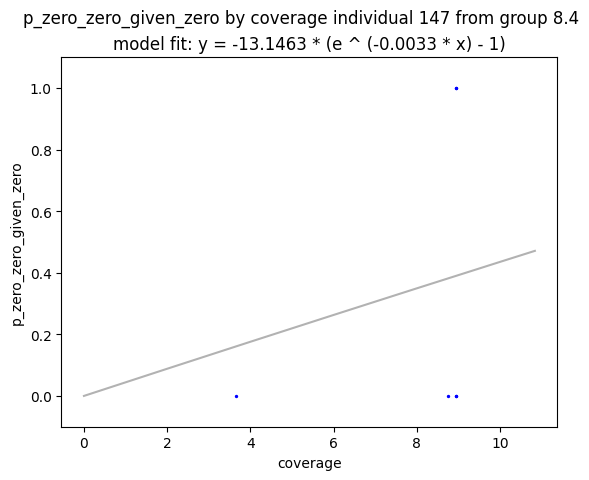 p_zero_zero_given_zero by coverage individual 147 from group 8.4
model fit: y = -13.1463 * (e ^ (-0.0033 * x) - 1)
p_zero_zero_given_zero
1.0
0.8
0.6
0.4
0.2
0.0
0 2 4 6 8 10
coverage